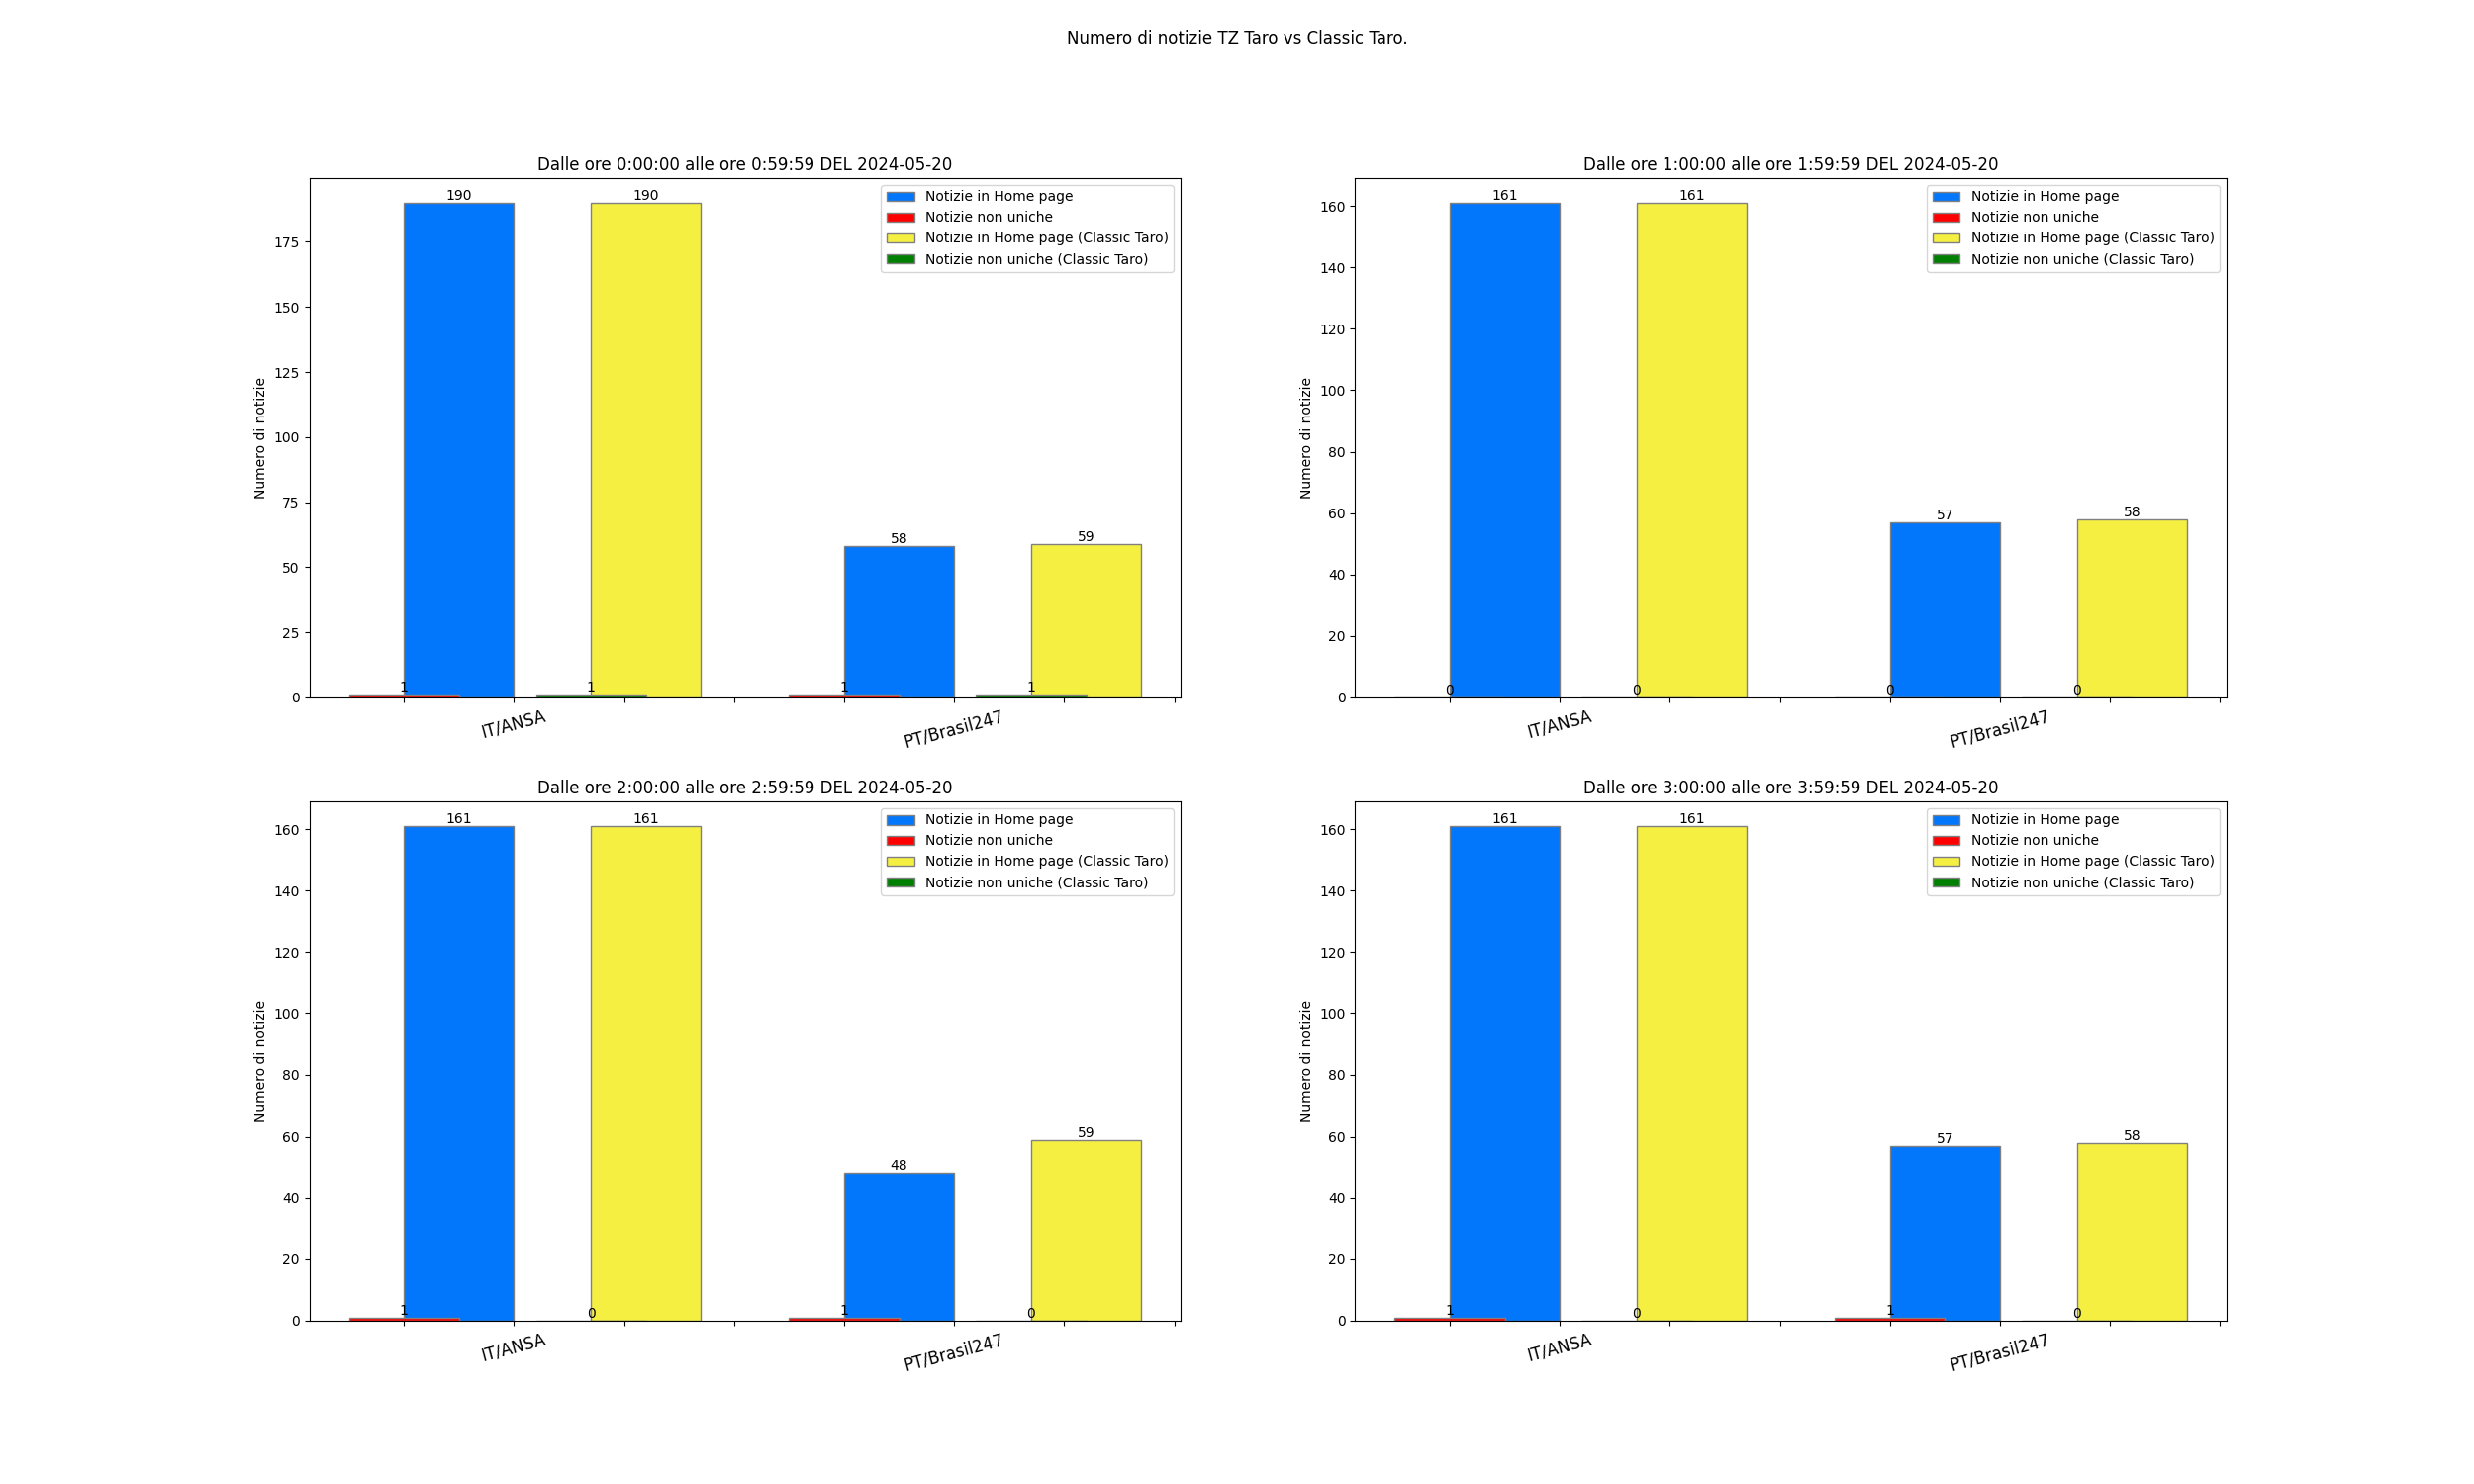 Numero di notizie TZ Taro vs Classic Taro.
Dalle ore 0:00:00 alle ore 0:59:59 DEL 2024-05-20
Numero di notizie
175
150
125
100
75
50
25
0
190
190
58
59
1
1
1
1
Notizie in Home page
Notizie non uniche
Notizie in Home page (Classic Taro)
Notizie non uniche (Classic Taro)
IT/ANSA
PT/Brasil247
Dalle ore 1:00:00 alle ore 1:59:59 DEL 2024-05-20
Numero di notizie
160
140
120
100
80
60
40
20
0
161
161
57
58
0
0
0
0
Notizie in Home page
Notizie non uniche
Notizie in Home page (Classic Taro)
Notizie non uniche (Classic Taro)
IT/ANSA
PT/Brasil247
Dalle ore 2:00:00 alle ore 2:59:59 DEL 2024-05-20
Numero di notizie
160
140
120
100
80
60
40
20
0
161
161
48
59
1
0
1
0
Notizie in Home page
Notizie non uniche
Notizie in Home page (Classic Taro)
Notizie non uniche (Classic Taro)
IT/ANSA
PT/Brasil247
Dalle ore 3:00:00 alle ore 3:59:59 DEL 2024-05-20
Numero di notizie
160
140
120
100
80
60
40
20
0
161
161
57
58
1
0
1
0
Notizie in Home page
Notizie non uniche
Notizie in Home page (Classic Taro)
Notizie non uniche (Classic Taro)
IT/ANSA
PT/Brasil247